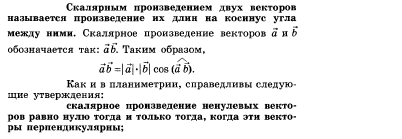 Скалярным произведением двух векторов
называется произведение их длин на косинус угла
между ними. Скалярное произведение векторов a⃗ и b⃗
обозначается так: a⃗b⃗. Таким образом,
a⃗b⃗ = |a⃗|·|b⃗| cos (a⃗ b⃗).
Как и в планиметрии, справедливы следую-
щие утверждения:
скалярное произведение ненулевых векто-
ров равно нулю тогда и только тогда, когда эти векто-
ры перпендикулярны;